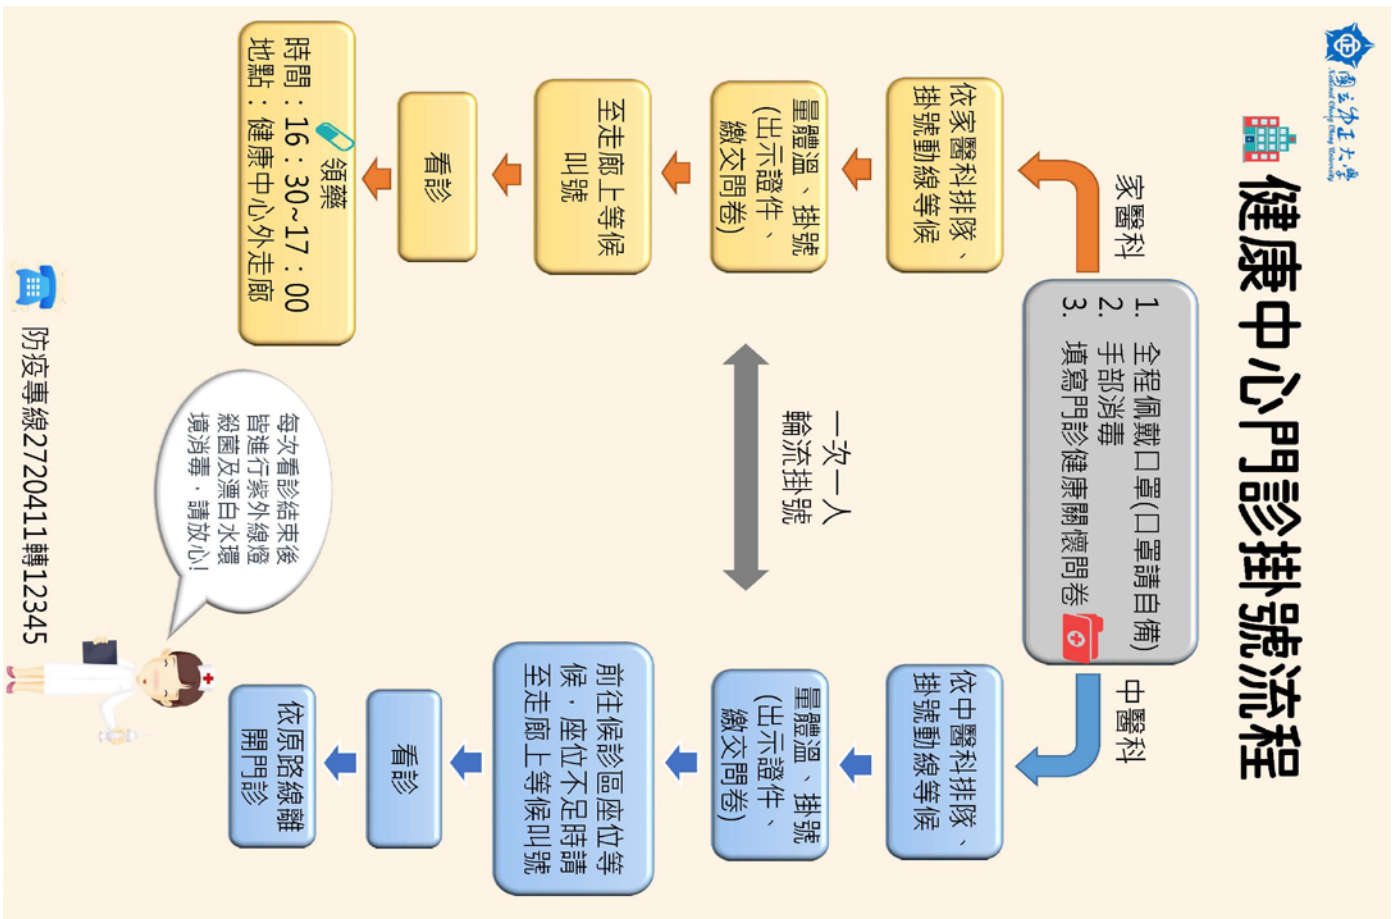 國立中正大學
National Chung Cheng University
健康中心門診掛號流程
1. 全程佩戴口罩(口罩請自備)
2. 手部消毒
3. 填寫門診健康關懷問卷
家醫科
依家醫科排隊、
掛號動線等候
量體溫、掛號
(出示證件、
繳交問卷)
至走廊上等候
叫號
看診
領藥
時間：16：30~17：00
地點：健康中心外走廊
一次一人
輪流掛號
中醫科
依中醫科排隊、
掛號動線等候
量體溫、掛號
(出示證件、
繳交問卷)
前往候診區座位等
候，座位不足時請
至走廊上等候叫號
看診
依原路線離
開門診
每次看診結束後
皆進行紫外線燈
殺菌及漂白水環
境消毒，請放心!
防疫專線2720411轉12345